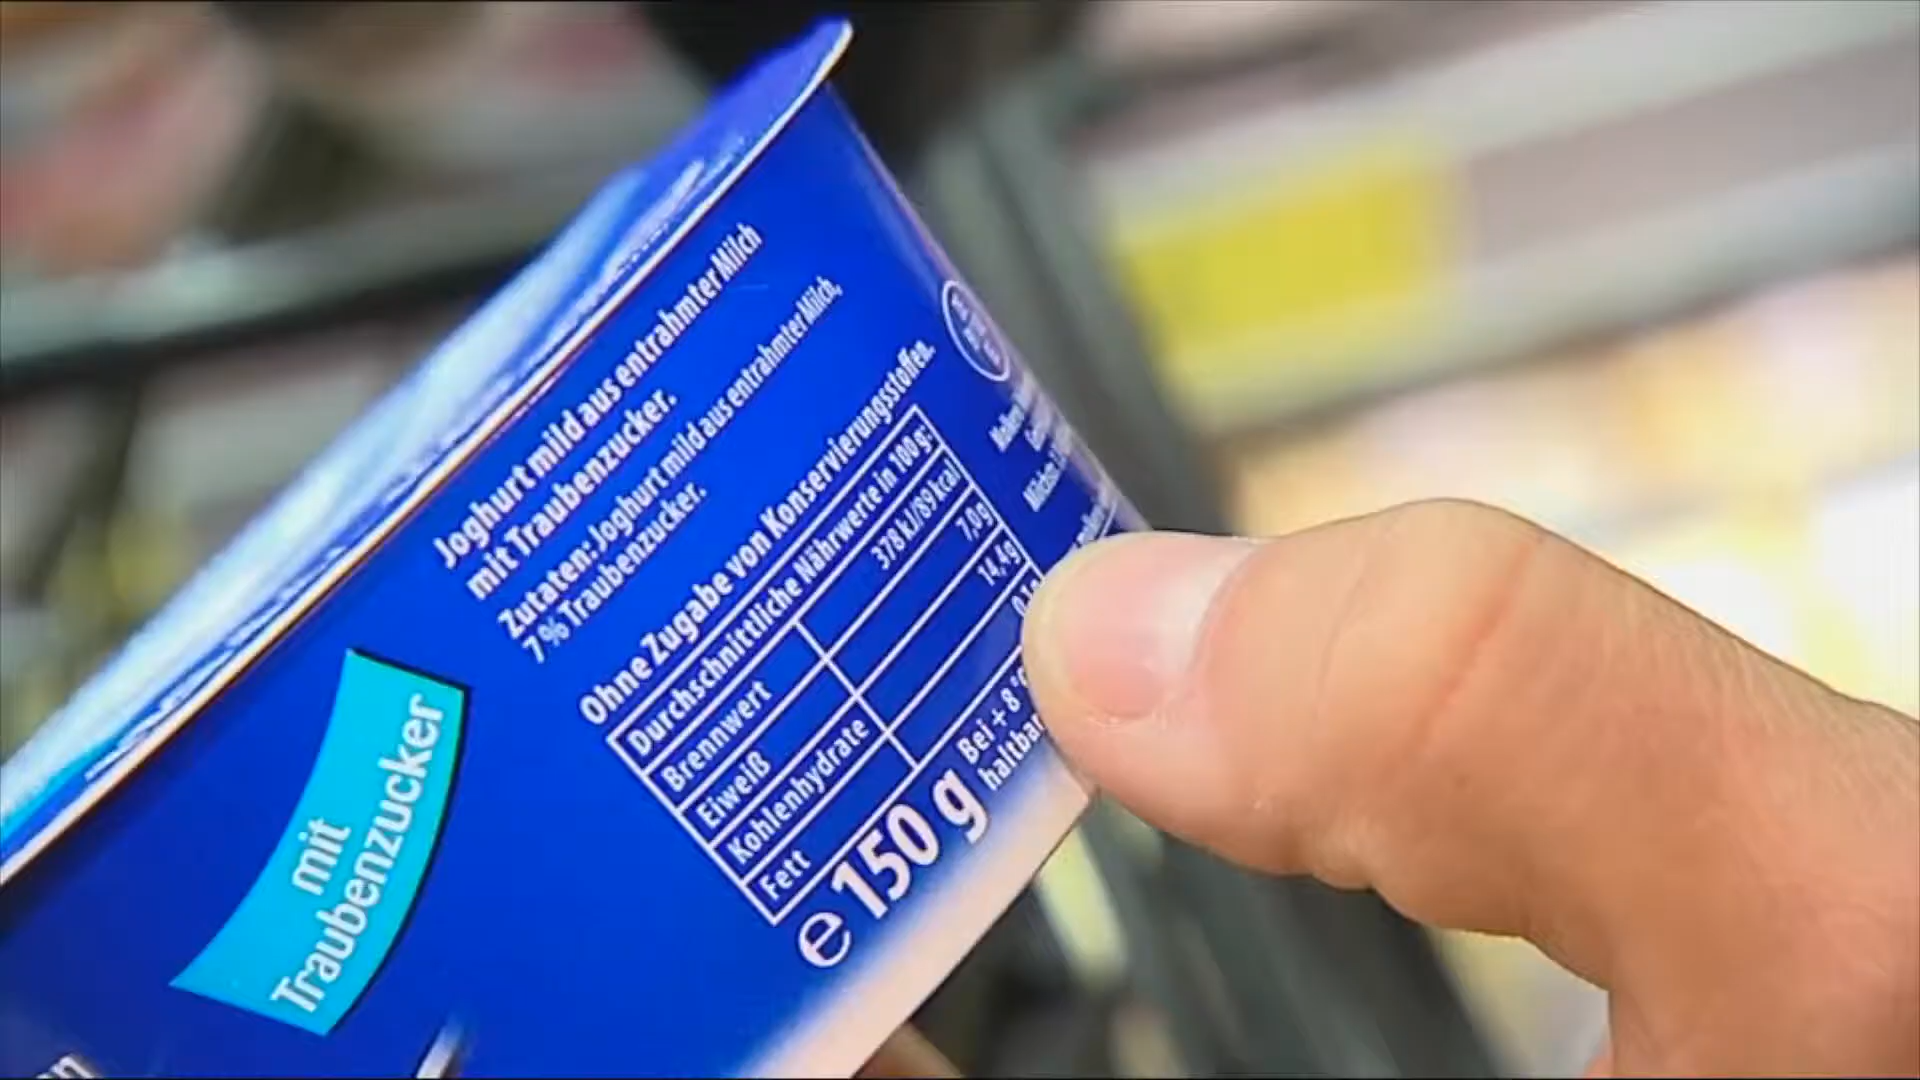 Joghurt mild aus entrahmter Milch
mit Traubenzucker.
Zutaten: Joghurt mild aus entrahmter Milch,
7% Traubenzucker.
Ohne Zugabe von Konservierungsstoffen.
Durchschnittliche Nährwerte in 100 g:
Brennwert 378 kJ/89 kcal
Eiweiß 7,0g
Kohlenhydrate 14,4g
Fett
e 150 g
Bei + 8
haltbar
mit
Traubenzucker